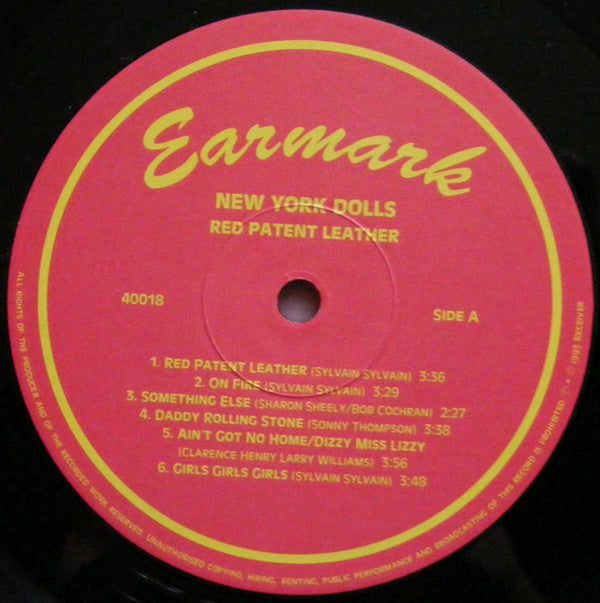 Earmark
NEW YORK DOLLS
RED PATENT LEATHER
40018
SIDE A
1. RED PATENT LEATHER (SYLVAIN SYLVAIN) 3:36
2. ON FIRE (SYLVAIN SYLVAIN) 3:29
3. SOMETHING ELSE (SHARON SHEELY/BOB COCHRAN) 2:27
4. DADDY ROLLING STONE (SONNY THOMPSON) 3:38
5. AIN'T GOT NO HOME/DIZZY MISS LIZZY
(CLARENCE HENRY LARRY WILLIAMS) 3:56
6. GIRLS GIRLS GIRLS (SYLVAIN SYLVAIN) 3:48
ALL RIGHTS OF THE PRODUCER AND OF THE RECORDED WORK RESERVED. UNAUTHORISED COPYING, HIRING, RENTING, PUBLIC PERFORMANCE AND BROADCASTING OF THIS RECORD IS PROHIBITED. ℗ • © 1993 RECEIVER